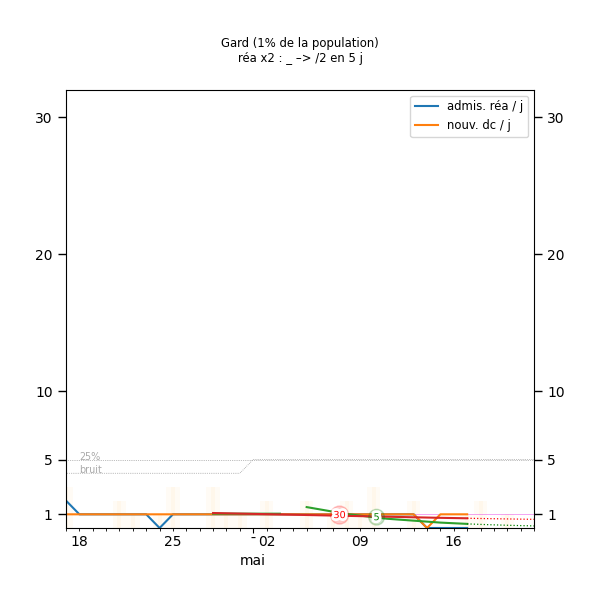 Gard (1% de la population)
réa x2 : _ –> /2 en 5 j
admis. réa / j
nouv. dc / j
30 30
20 20
10 10
5 5
25%
bruit
1 1
30
5
18 25 - 02 09 16
mai